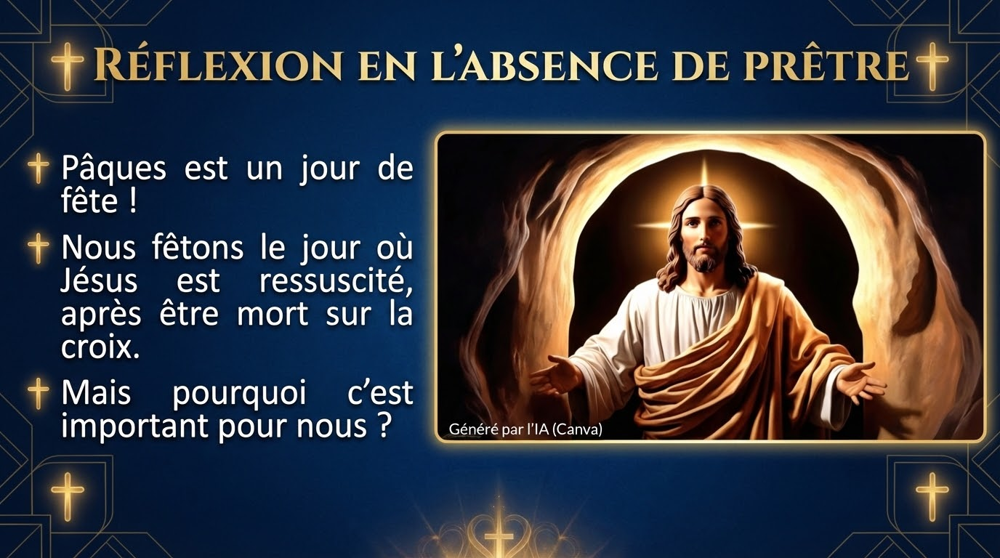 RÉFLEXION EN L’ABSENCE DE PRÊTRE
Pâques est un jour de
fête !
Nous fêtons le jour où
Jésus est ressuscité,
après être mort sur la
croix.
Mais pourquoi c’est
important pour nous ?
Généré par l’IA (Canva)